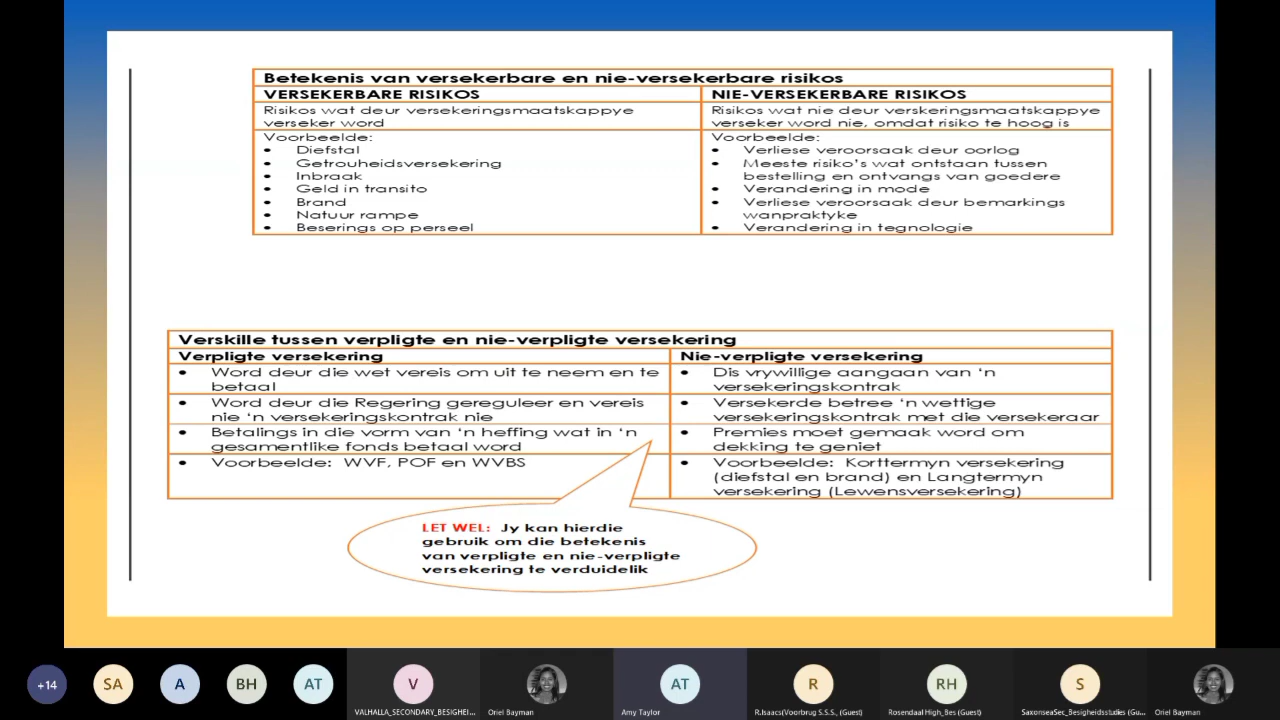 Betekenis van versekerbare en nie-versekerbare risikos
VERSEKERBARE RISIKOS
NIE-VERSEKERBARE RISIKOS
Risikos wat deur versekeringsmaatskappye
verseker word
Risikos wat nie deur verskeringsmaatskappye
verseker word nie, omdat risiko te hoog is
Voorbeelde:
• Diefstal
• Getrouheidsversekering
• Inbraak
• Geld in transito
• Brand
• Natuur rampe
• Beserings op perseel
Voorbeelde:
• Verliese veroorsaak deur oorlog
• Meeste risiko's wat ontstaan tussen
bestelling en ontvangs van goedere
• Verandering in mode
• Verliese veroorsaak deur bemarkings
wanpraktyke
• Verandering in tegnologie
Verskille tussen verpligte en nie-verpligte versekering
Verpligte versekering
Nie-verpligte versekering
• Word deur die wet vereis om uit te neem en te
betaal
• Dis vrywillige aangaan van 'n
versekeringskontrak
• Word deur die Regering gereguleer en vereis
nie 'n versekeringskontrak nie
• Versekerde betree 'n wettige
versekeringskontrak met die versekeraar
• Betalings in die vorm van 'n heffing wat in 'n
gesamentlike fonds betaal word
• Premies moet gemaak word om
dekking te geniet
• Voorbeelde: WVF, POF en WVBS
• Voorbeelde: Korttermyn versekering
(diefstal en brand) en Langtermyn
versekering (Lewensversekering)
LET WEL: Jy kan hierdie
gebruik om die betekenis
van verpligte en nie-verpligte
versekering te verduidelik
+14
SA
A
BH
AT
V
AT
R
RH
S
VALHALLA_SECONDARY_BESIGHEI...
Oriel Bayman
Amy Taylor
R.Isaacs(Voorbrug S.S.S., (Guest)
Rosendaal High_Bes (Guest)
SaxonseaSec_Besigheidsstudies (Gu...
Oriel Bayman